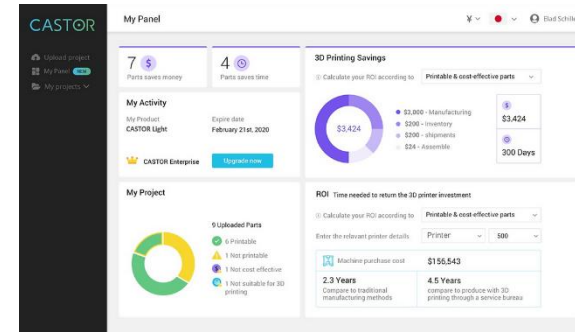 CASTOR
My Panel
¥
Elad Schille
Upload project
My Panel NEW
My projects
7 $
Parts saves money
4
Parts saves time
3D Printing Savings
Calculate your ROI according to
Printable & cost-effective parts
$3,424
$3,000 - Manufacturing
$200 - Inventory
$200 - shipments
$24 - Assemble
$
$3,424
300 Days
My Activity
My Product
CASTOR Light
Expire date
February 21st, 2020
CASTOR Enterprise
Upgrade now
My Project
9 Uploaded Parts
6 Printable
1 Not printable
1 Not cost effective
1 Not suitable for 3D
printing
ROI Time needed to return the 3D printer investment
Calculate your ROI according to
Printable & cost-effective parts
Enter the relavant printer details
Printer
500
Machine purchase cost
$156,543
2.3 Years
Compare to traditional
manufacturing methods
4.5 Years
compare to produce with 3D
printing through a service bureau